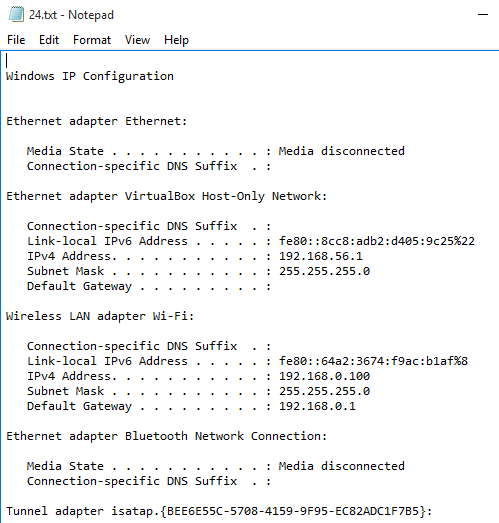 24.txt - Notepad
File Edit Format View Help
Windows IP Configuration
Ethernet adapter Ethernet:
Media State . . . . . . . . . . . : Media disconnected
Connection-specific DNS Suffix  . :
Ethernet adapter VirtualBox Host-Only Network:
Connection-specific DNS Suffix  . :
Link-local IPv6 Address . . . . . : fe80::8cc8:adb2:d405:9c25%22
IPv4 Address. . . . . . . . . . . : 192.168.56.1
Subnet Mask . . . . . . . . . . . : 255.255.255.0
Default Gateway . . . . . . . . . :
Wireless LAN adapter Wi-Fi:
Connection-specific DNS Suffix  . :
Link-local IPv6 Address . . . . . : fe80::64a2:3674:f9ac:b1af%8
IPv4 Address. . . . . . . . . . . : 192.168.0.100
Subnet Mask . . . . . . . . . . . : 255.255.255.0
Default Gateway . . . . . . . . . : 192.168.0.1
Ethernet adapter Bluetooth Network Connection:
Media State . . . . . . . . . . . : Media disconnected
Connection-specific DNS Suffix  . :
Tunnel adapter isatap.{BEE6E55C-5708-4159-9F95-EC82ADC1F7B5}: